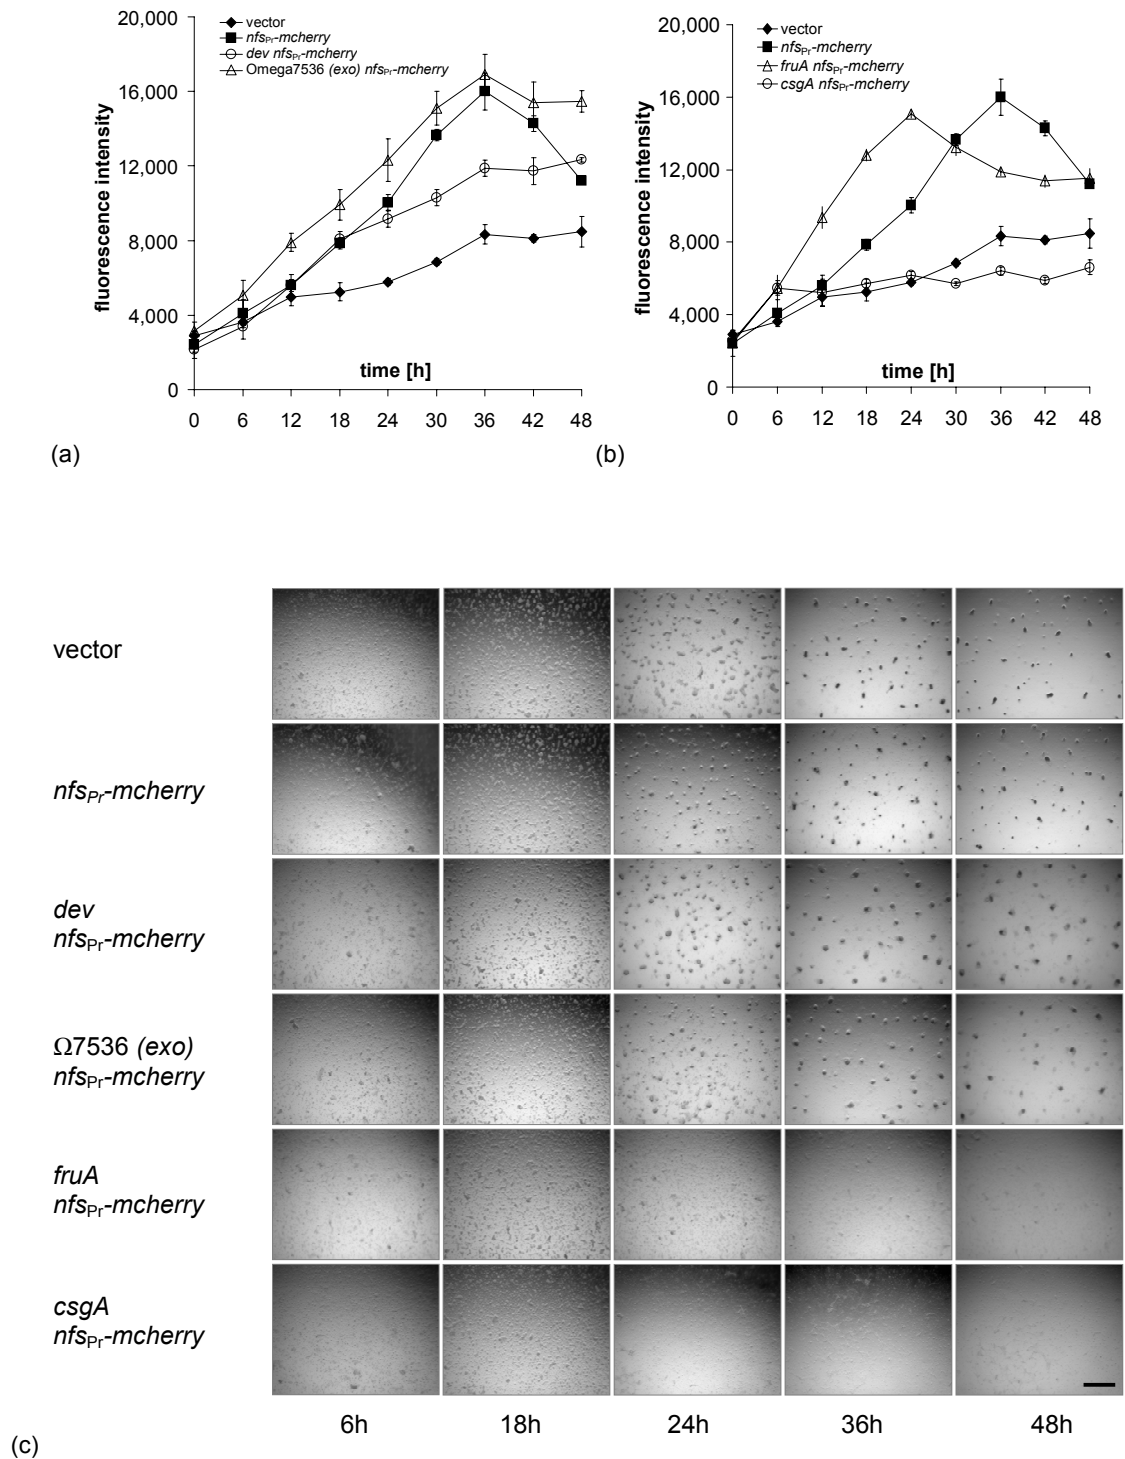 20,000
16,000
12,000
8,000
4,000
0
fluorescence intensity
vector
nfsPr-mcherry
dev nfsPr-mcherry
Omega7536 (exo) nfsPr-mcherry
time [h]
0 6 12 18 24 30 36 42 48
(a)
20,000
16,000
12,000
8,000
4,000
0
fluorescence intensity
vector
nfsPr-mcherry
fruA nfsPr-mcherry
csgA nfsPr-mcherry
time [h]
0 6 12 18 24 30 36 42 48
(b)
vector
nfsPr-mcherry
dev
nfsPr-mcherry
Ω7536 (exo)
nfsPr-mcherry
fruA
nfsPr-mcherry
csgA
nfsPr-mcherry
6h 18h 24h 36h 48h
(c)